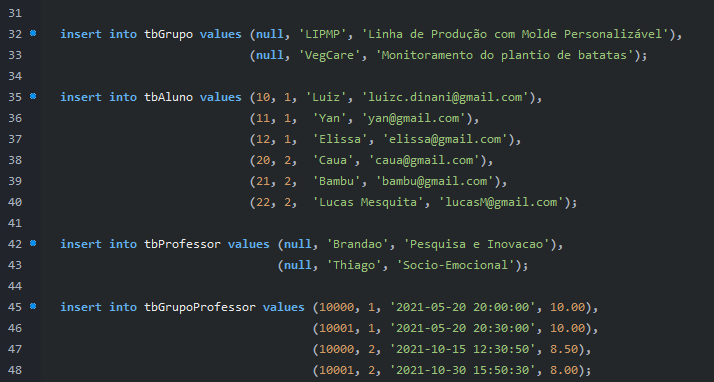 31
32 insert into tbGrupo values (null, 'LIPMP', 'Linha de Produção com Molde Personalizável'),
33 (null, 'VegCare', 'Monitoramento do plantio de batatas');
34
35 insert into tbAluno values (10, 1, 'Luiz', 'luizc.dinani@gmail.com'),
36 (11, 1,  'Yan', 'yan@gmail.com'),
37 (12, 1,  'Elissa', 'elissa@gmail.com'),
38 (20, 2,  'Caua', 'caua@gmail.com'),
39 (21, 2,  'Bambu', 'bambu@gmail.com'),
40 (22, 2,  'Lucas Mesquita', 'lucasM@gmail.com');
41
42 insert into tbProfessor values (null, 'Brandao', 'Pesquisa e Inovacao'),
43 (null, 'Thiago', 'Socio-Emocional');
44
45 insert into tbGrupoProfessor values (10000, 1, '2021-05-20 20:00:00', 10.00),
46 (10001, 1, '2021-05-20 20:30:00', 10.00),
47 (10000, 2, '2021-10-15 12:30:50', 8.50),
48 (10001, 2, '2021-10-30 15:50:30', 8.00);